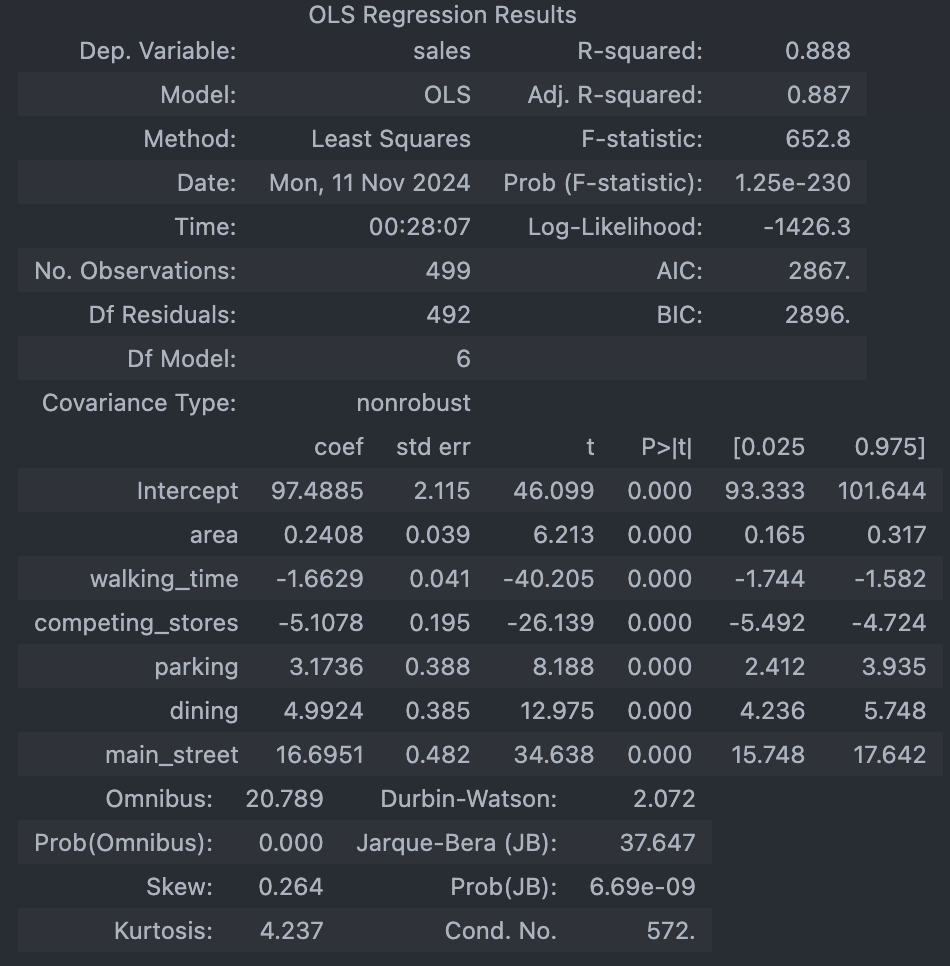 OLS Regression Results
Dep. Variable: sales R-squared: 0.888
Model: OLS Adj. R-squared: 0.887
Method: Least Squares F-statistic: 652.8
Date: Mon, 11 Nov 2024 Prob (F-statistic): 1.25e-230
Time: 00:28:07 Log-Likelihood: -1426.3
No. Observations: 499 AIC: 2867.
Df Residuals: 492 BIC: 2896.
Df Model: 6
Covariance Type: nonrobust
coef std err t P>|t| [0.025 0.975]
Intercept 97.4885 2.115 46.099 0.000 93.333 101.644
area 0.2408 0.039 6.213 0.000 0.165 0.317
walking_time -1.6629 0.041 -40.205 0.000 -1.744 -1.582
competing_stores -5.1078 0.195 -26.139 0.000 -5.492 -4.724
parking 3.1736 0.388 8.188 0.000 2.412 3.935
dining 4.9924 0.385 12.975 0.000 4.236 5.748
main_street 16.6951 0.482 34.638 0.000 15.748 17.642
Omnibus: 20.789 Durbin-Watson: 2.072
Prob(Omnibus): 0.000 Jarque-Bera (JB): 37.647
Skew: 0.264 Prob(JB): 6.69e-09
Kurtosis: 4.237 Cond. No. 572.